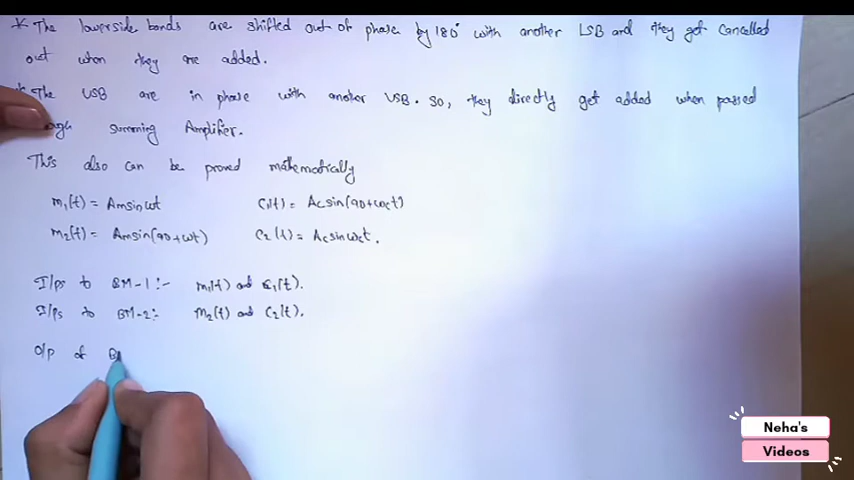 * The lowerside bands are shifted out of phase by 180° with another LSB and they get cancelled
out when they are added.
* The USB are in phase with another USB. So, they directly get added when passed
ough summing Amplifier.
This also can be proved mathematically
m₁(t) = Amsinωt C₁(t) = Acsin(90+ωct)
m₂(t) = Amsin(90+ωt) C₂(t) = Acsinωct.
I/ps to BM-1:- m₁(t) and C₁(t).
I/ps to BM-2:- m₂(t) and C₂(t).
O/p of B
Neha's
Videos